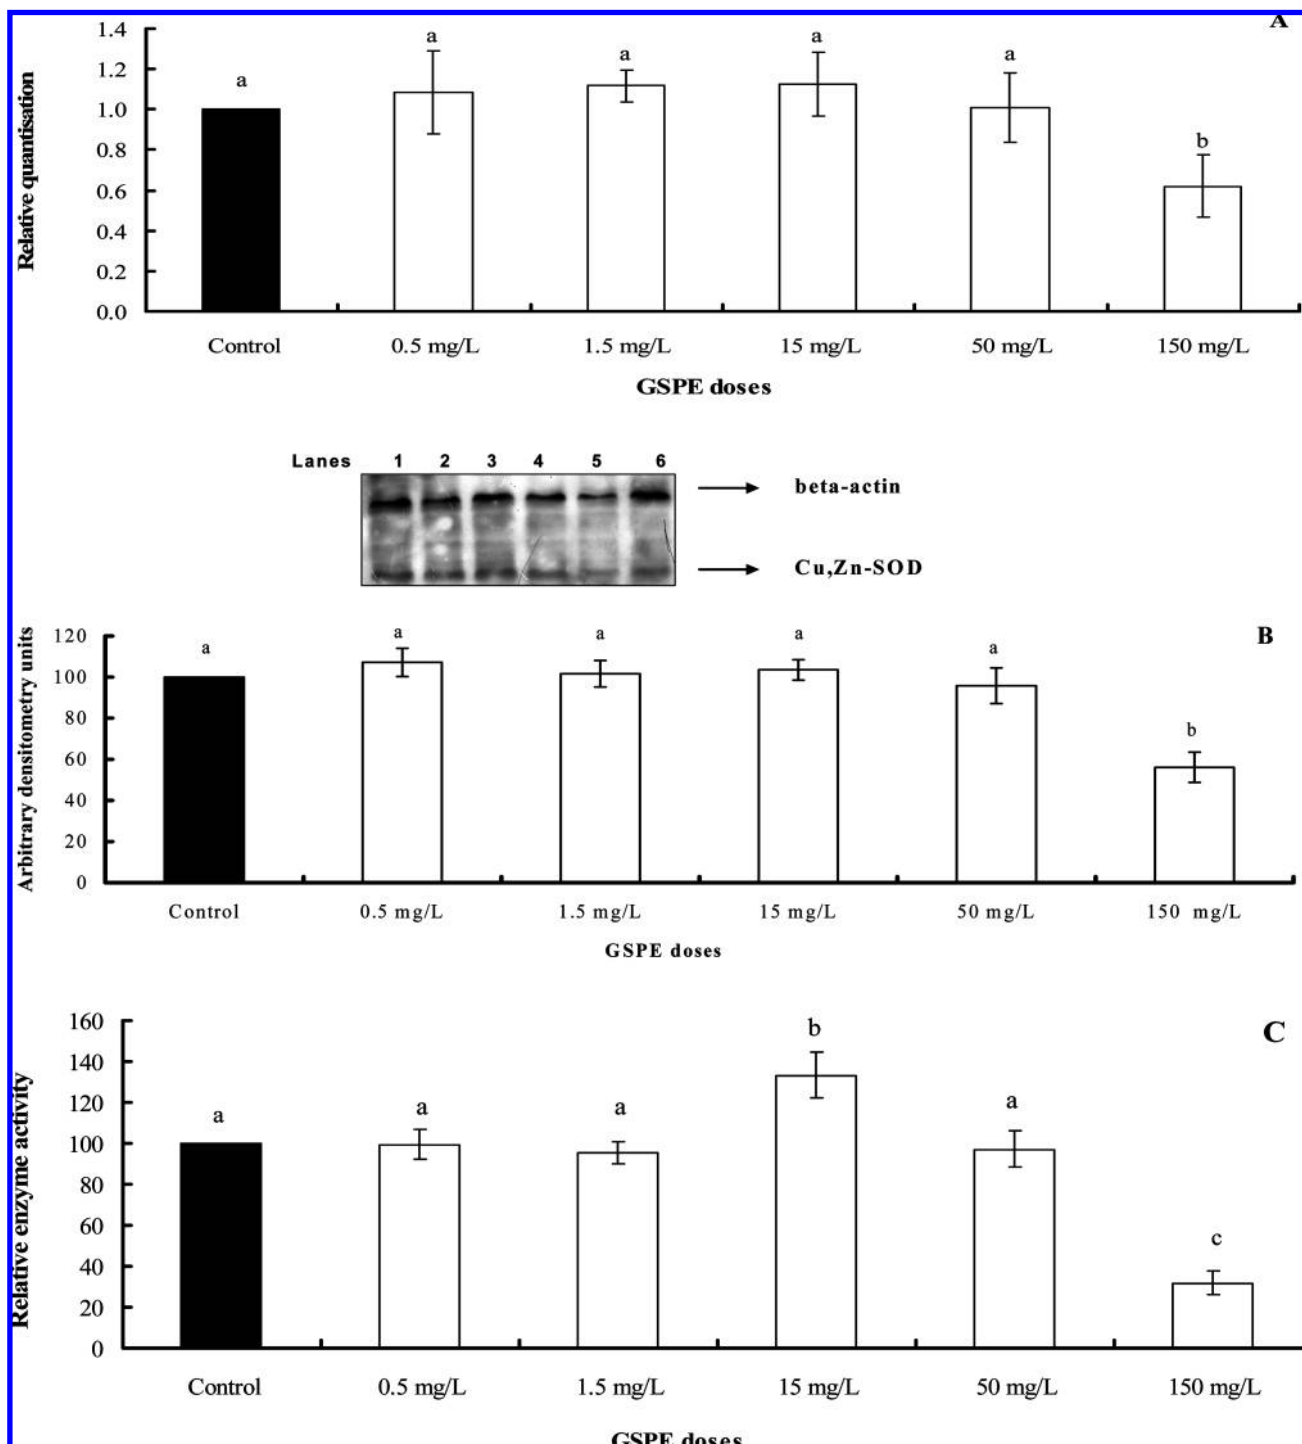 A
Relative quantisation
1.4
1.2
1.0
0.8
0.6
0.4
0.2
0.0
a a a a a b
Control 0.5 mg/L 1.5 mg/L 15 mg/L 50 mg/L 150 mg/L
GSPE doses
Lanes 1 2 3 4 5 6
beta-actin
Cu,Zn-SOD
B
Arbitrary densitometry units
120
100
80
60
40
20
0
a a a a a b
Control 0.5 mg/L 1.5 mg/L 15 mg/L 50 mg/L 150 mg/L
GSPE doses
C
Relative enzyme activity
160
140
120
100
80
60
40
20
0
a a a b a c
Control 0.5 mg/L 1.5 mg/L 15 mg/L 50 mg/L 150 mg/L
GSPE doses